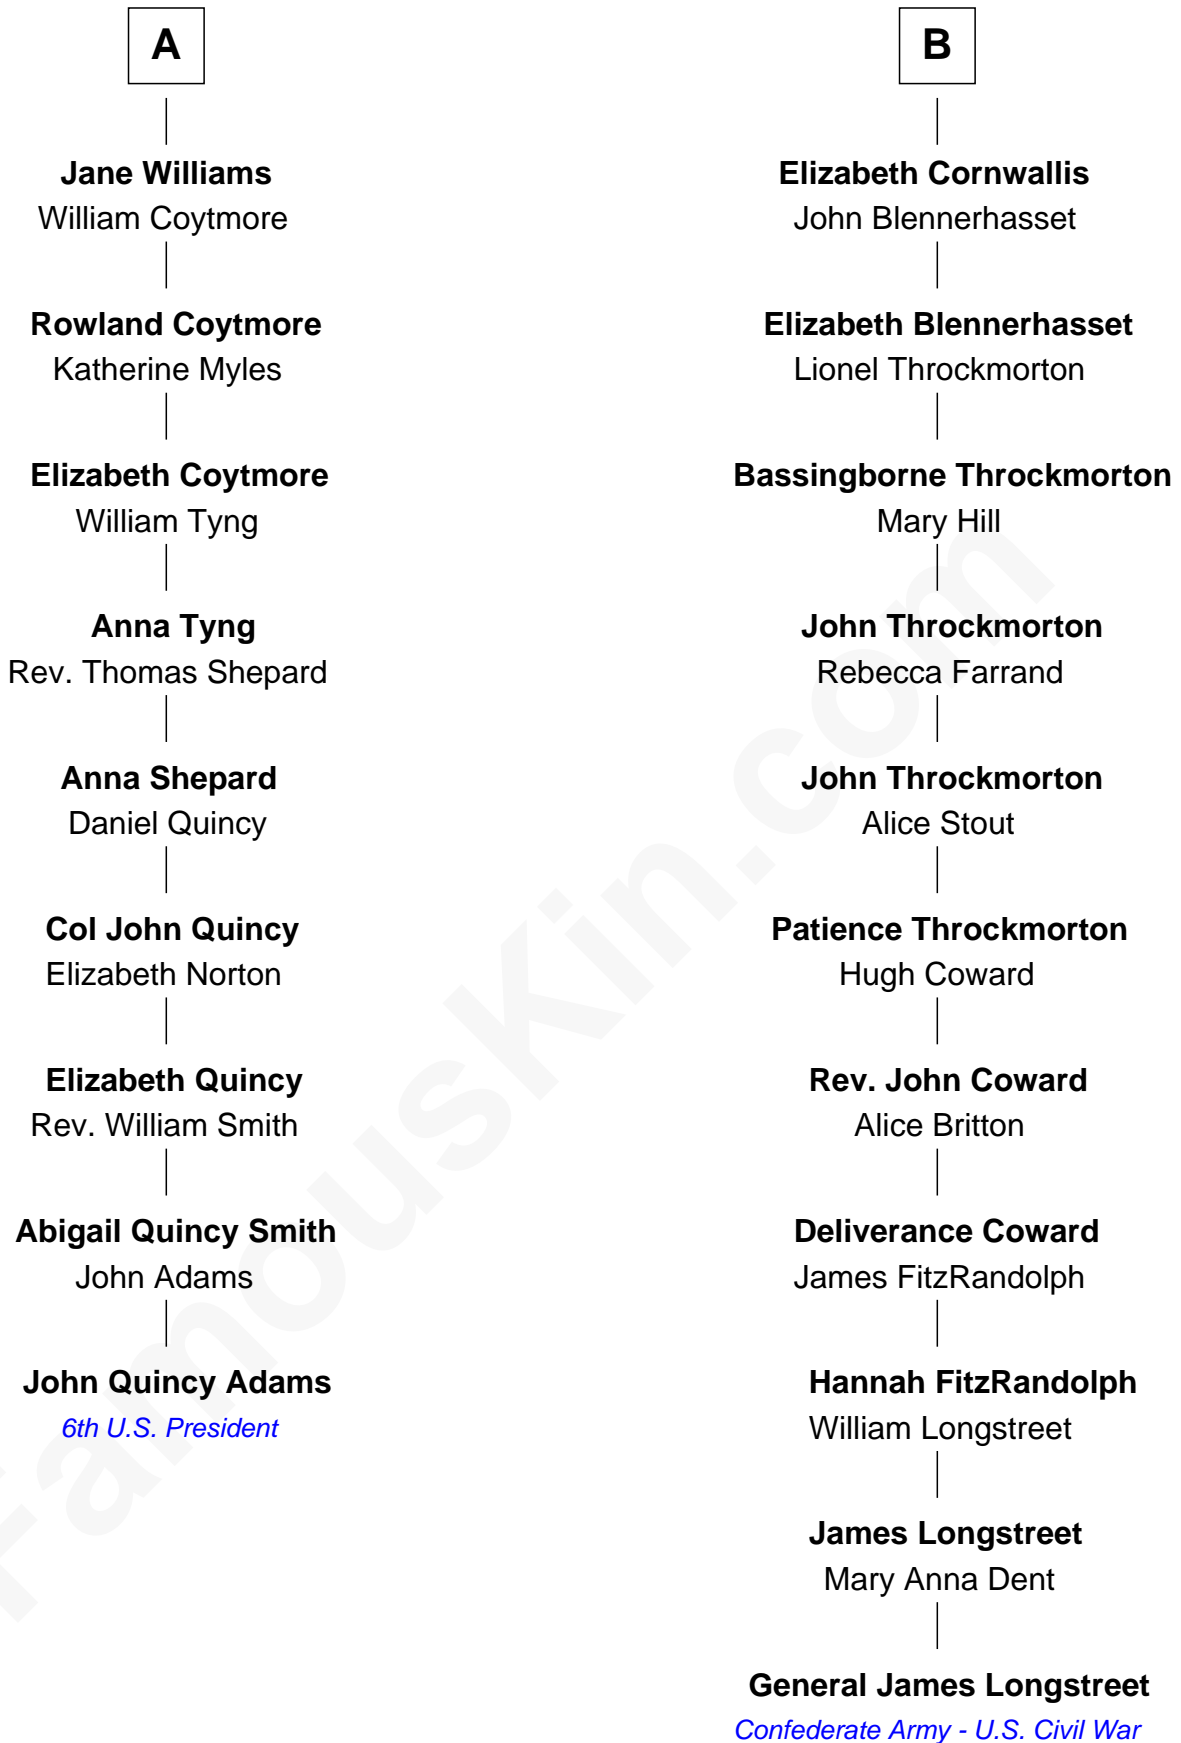 A
Jane Williams
William Coytmore
Rowland Coytmore
Katherine Myles
Elizabeth Coytmore
William Tyng
Anna Tyng
Rev. Thomas Shepard
Anna Shepard
Daniel Quincy
Col John Quincy
Elizabeth Norton
Elizabeth Quincy
Rev. William Smith
Abigail Quincy Smith
John Adams
John Quincy Adams
6th U.S. President
B
Elizabeth Cornwallis
John Blennerhasset
Elizabeth Blennerhasset
Lionel Throckmorton
Bassingborne Throckmorton
Mary Hill
John Throckmorton
Rebecca Farrand
John Throckmorton
Alice Stout
Patience Throckmorton
Hugh Coward
Rev. John Coward
Alice Britton
Deliverance Coward
James FitzRandolph
Hannah FitzRandolph
William Longstreet
James Longstreet
Mary Anna Dent
General James Longstreet
Confederate Army - U.S. Civil War
FamousKin.com